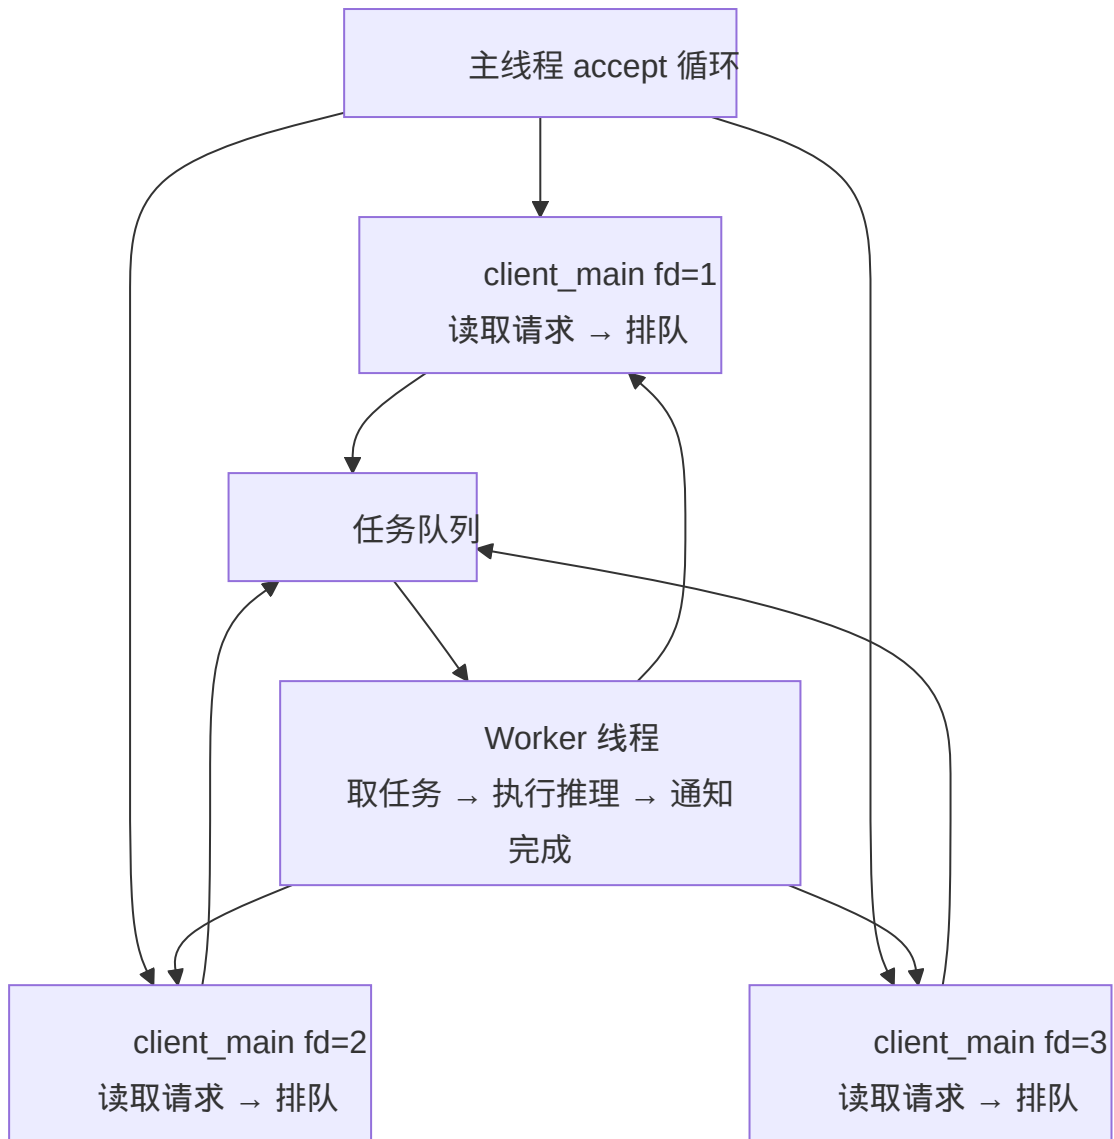 主线程 accept 循环
client_main fd=1
读取请求 → 排队
任务队列
Worker 线程
取任务 → 执行推理 → 通知
完成
client_main fd=2
读取请求 → 排队
client_main fd=3
读取请求 → 排队